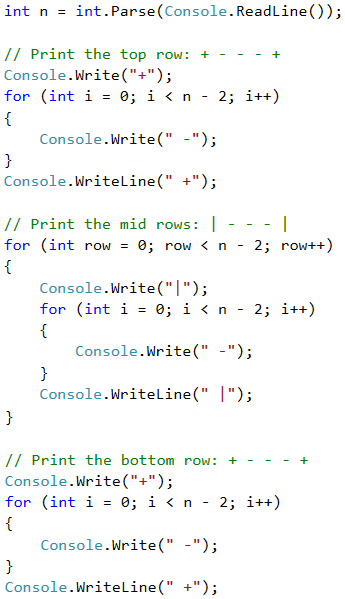 int n = int.Parse(Console.ReadLine());

// Print the top row: + - - - +
Console.Write("+");
for (int i = 0; i < n - 2; i++)
{
    Console.Write(" -");
}
Console.WriteLine(" +");

// Print the mid rows: | - - - |
for (int row = 0; row < n - 2; row++)
{
    Console.Write("|");
    for (int i = 0; i < n - 2; i++)
    {
        Console.Write(" -");
    }
    Console.WriteLine(" |");
}

// Print the bottom row: + - - - +
Console.Write("+");
for (int i = 0; i < n - 2; i++)
{
    Console.Write(" -");
}
Console.WriteLine(" +");